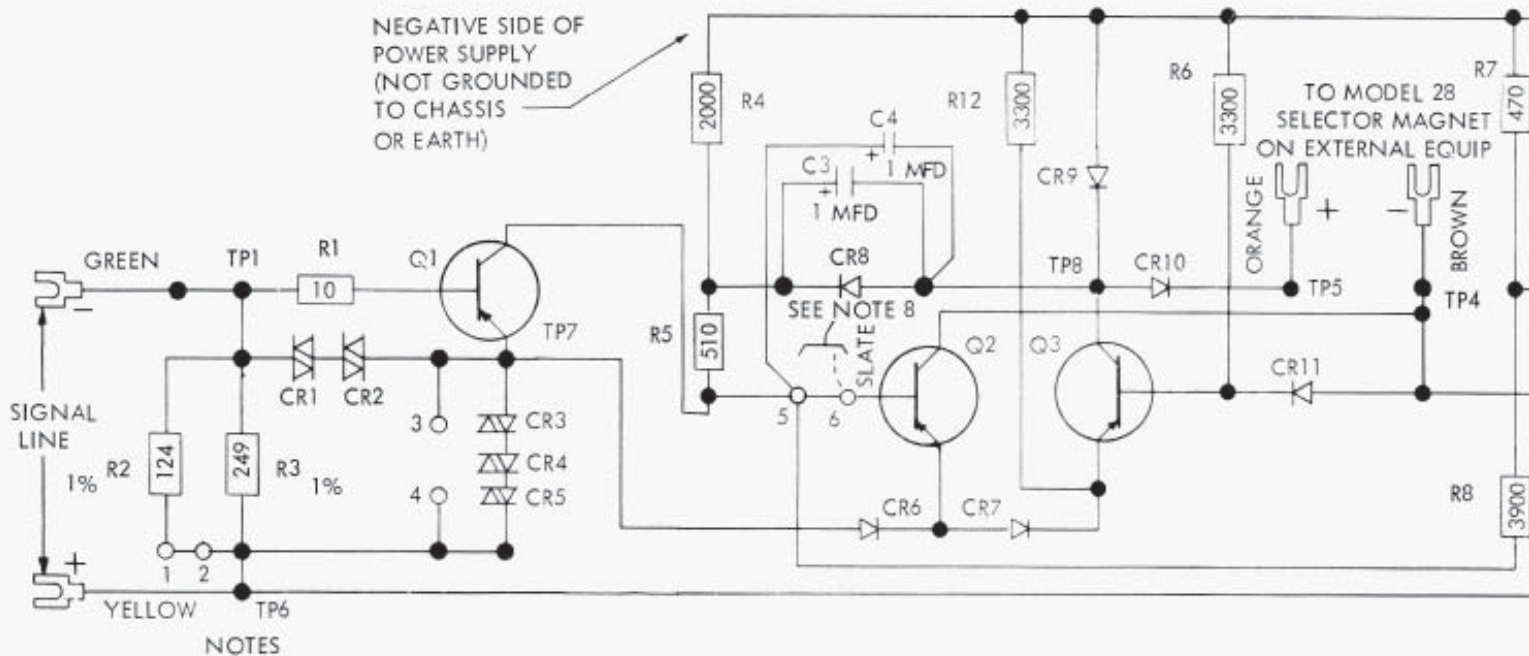 NEGATIVE SIDE OF
POWER SUPPLY
(NOT GROUNDED
TO CHASSIS
OR EARTH)
2000
R4
C4
+
1 MFD
C3
+
1 MFD
R12
3300
CR9
R6
3300
R7
470
TO MODEL 28
SELECTOR MAGNET
ON EXTERNAL EQUIP
ORANGE
+
−
BROWN
GREEN
−
TP1
R1
10
Q1
TP7
CR8
SEE NOTE 8
TP8
CR10
TP5
TP4
R5
510
SLATE
Q2
Q3
CR11
CR1
CR2
SIGNAL
LINE
1%
R2
124
249
R3
1%
3
4
CR3
CR4
CR5
5
6
CR6
CR7
R8
3900
+
1
2
YELLOW
TP6
NOTES